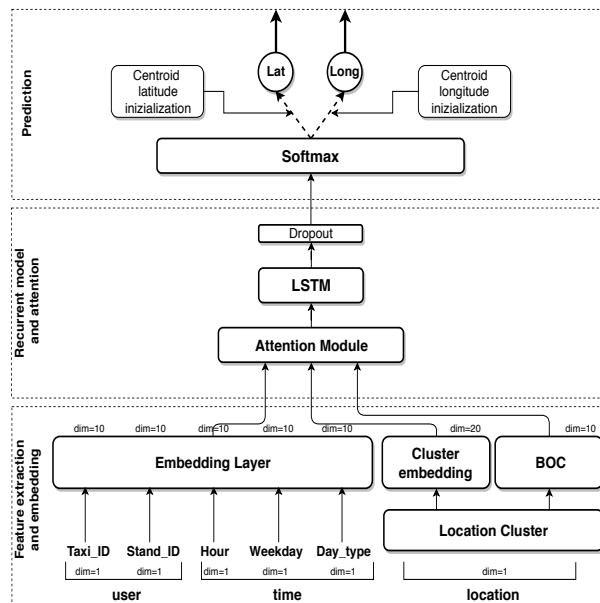 Prediction
Lat
Long
Centroid
latitude
inizialization
Centroid
longitude
inizialization
Softmax
Recurrent model
and attention
Dropout
LSTM
Attention Module
Feature extraction
and embedding
dim=10 dim=10 dim=10 dim=10 dim=10 dim=20 dim=10
Embedding Layer
Cluster
embedding
BOC
Location Cluster
Taxi_ID Stand_ID Hour Weekday Day_type
dim=1 dim=1 dim=1 dim=1 dim=1 dim=1
user time location